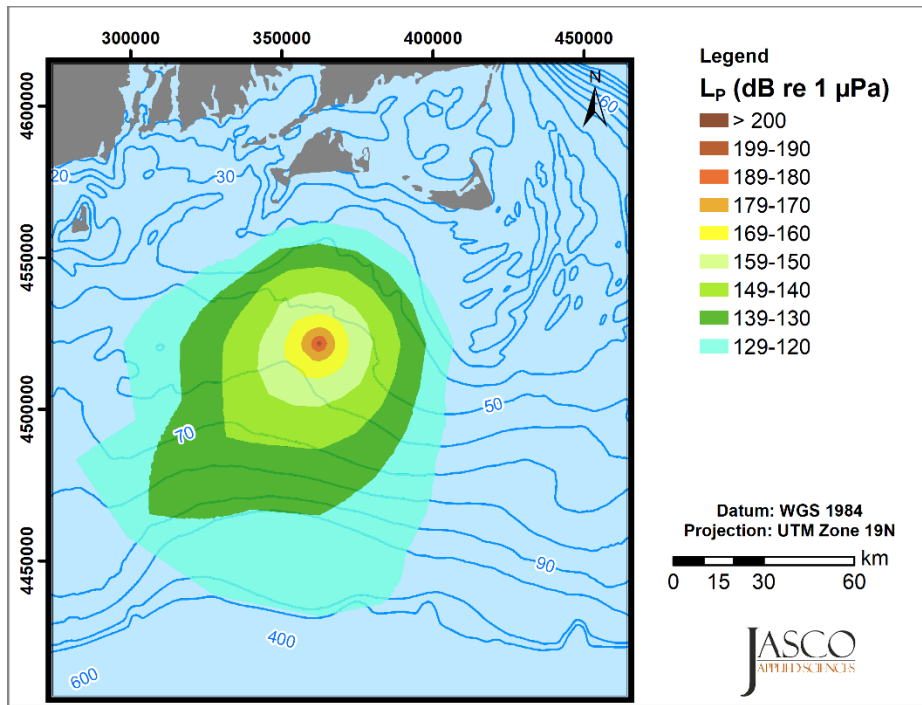 300000 350000 400000 450000
4600000
4550000
4500000
4450000
N
60
20
30
50
70
90
400
600
Legend
LP (dB re 1 µPa)
> 200
199-190
189-180
179-170
169-160
159-150
149-140
139-130
129-120
Datum: WGS 1984
Projection: UTM Zone 19N
km
0 15 30 60
JASCO
APPLIED SCIENCES